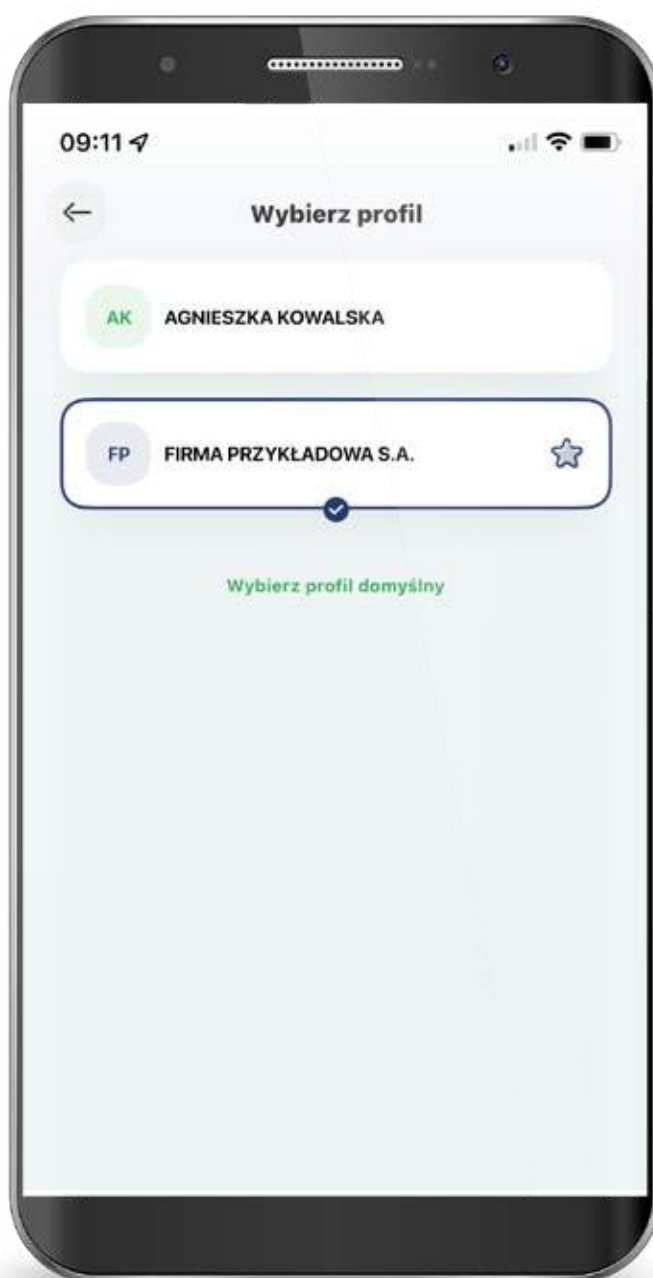 09:11
Wybierz profil
AK AGNIESZKA KOWALSKA
FP FIRMA PRZYKŁADOWA S.A.
Wybierz profil domyślny